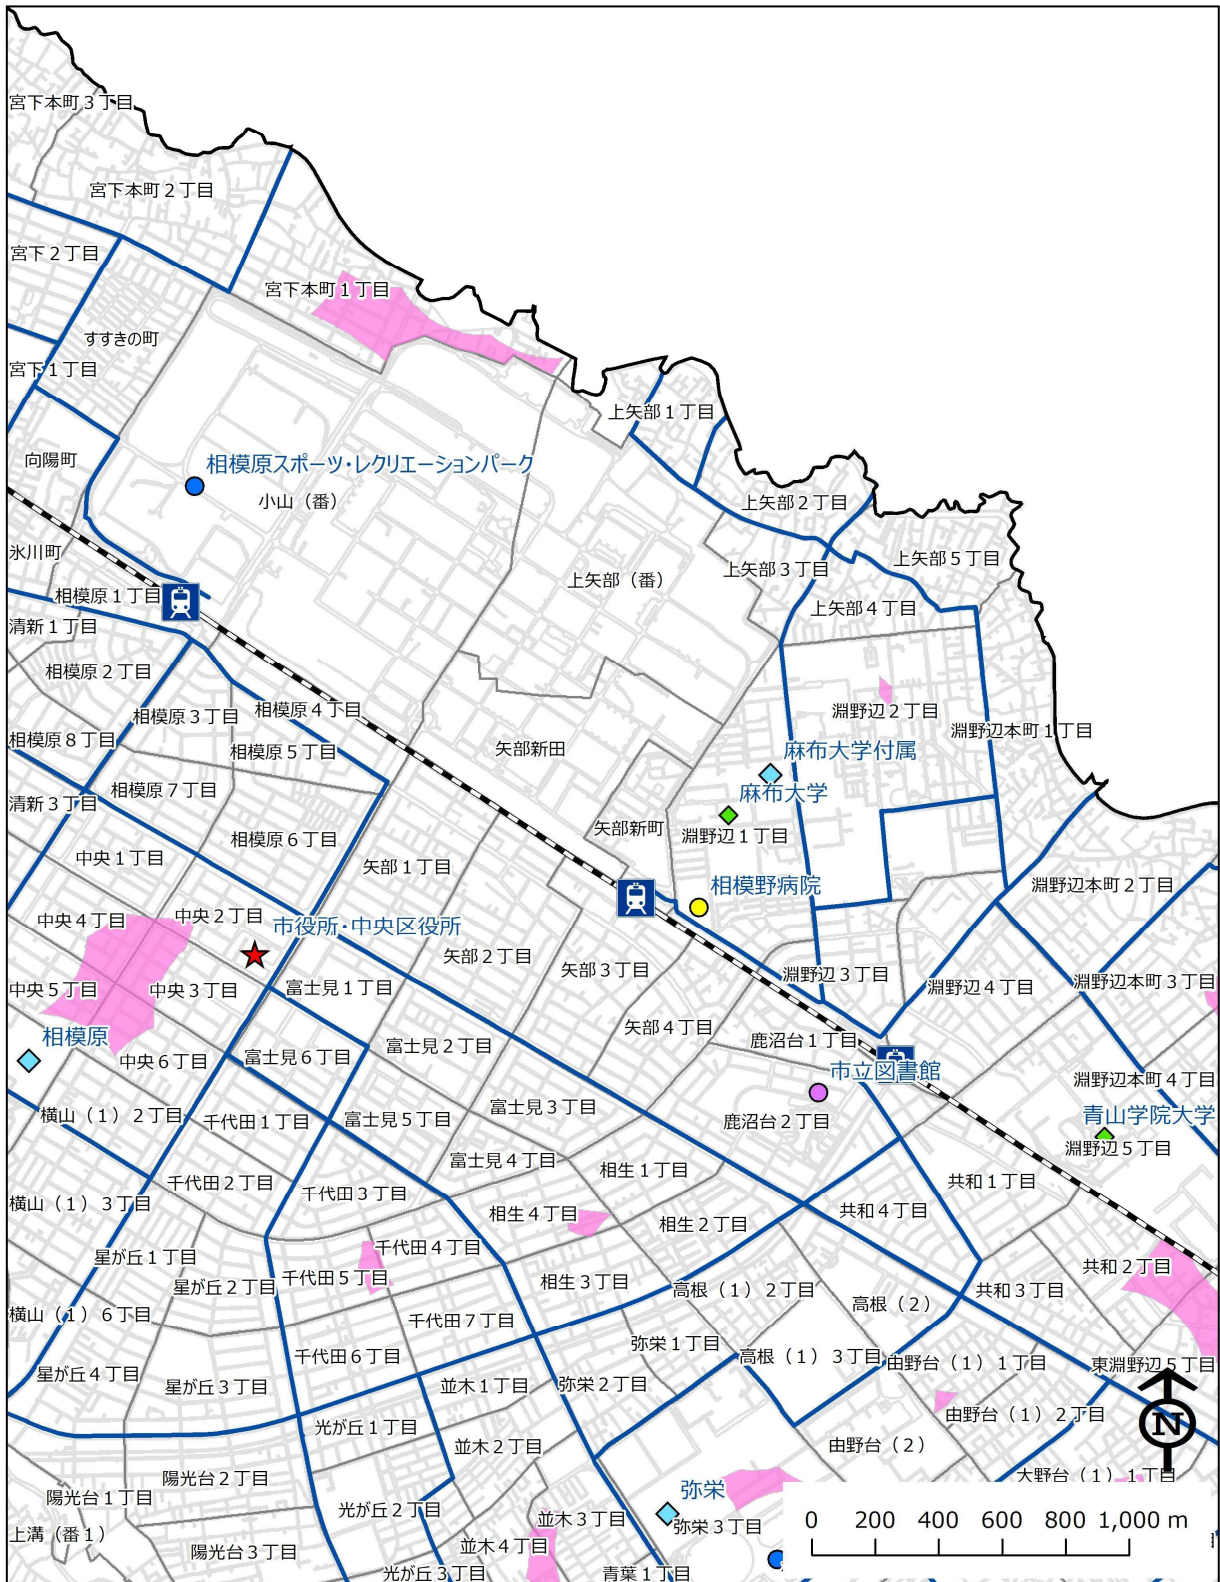 宮下本町３丁目
宮下本町２丁目
宮下２丁目
宮下本町１丁目
すすきの町
宮下１丁目
上矢部１丁目
向陽町
相模原スポーツ・レクリエーションパーク
小山（番）
上矢部２丁目
氷川町
上矢部（番）
上矢部３丁目
上矢部５丁目
相模原１丁目
上矢部４丁目
清新１丁目
相模原２丁目
相模原３丁目
相模原４丁目
淵野辺２丁目
淵野辺本町１丁目
相模原８丁目
相模原５丁目
矢部新田
麻布大学付属
相模原７丁目
麻布大学
清新３丁目
矢部新町
淵野辺１丁目
相模原６丁目
中央１丁目
矢部１丁目
相模野病院
淵野辺本町２丁目
中央４丁目
中央２丁目
市役所・中央区役所
矢部２丁目
矢部３丁目
淵野辺３丁目
淵野辺本町３丁目
中央５丁目
中央３丁目
富士見１丁目
淵野辺４丁目
相模原
矢部４丁目
鹿沼台１丁目
中央６丁目
富士見６丁目
富士見２丁目
市立図書館
淵野辺本町４丁目
横山（１）２丁目
千代田１丁目
富士見５丁目
富士見３丁目
鹿沼台２丁目
青山学院大学
淵野辺５丁目
富士見４丁目
相生１丁目
千代田２丁目
千代田３丁目
共和１丁目
横山（１）３丁目
相生４丁目
相生２丁目
共和４丁目
星が丘１丁目
千代田４丁目
星が丘２丁目
千代田５丁目
相生３丁目
高根（１）２丁目
共和２丁目
共和３丁目
横山（１）６丁目
千代田７丁目
高根（２）
弥栄１丁目
千代田６丁目
高根（１）３丁目
由野台（１）１丁目
東淵野辺５丁目
星が丘４丁目
星が丘３丁目
並木１丁目
弥栄２丁目
由野台（１）２丁目
光が丘１丁目
並木２丁目
由野台（２）
N
陽光台２丁目
大野台（１）１丁目
陽光台１丁目
光が丘２丁目
弥栄
並木３丁目
弥栄３丁目
上溝（番１）
陽光台３丁目
並木４丁目
光が丘３丁目
青葉１丁目
0 200 400 600 800 1,000 m